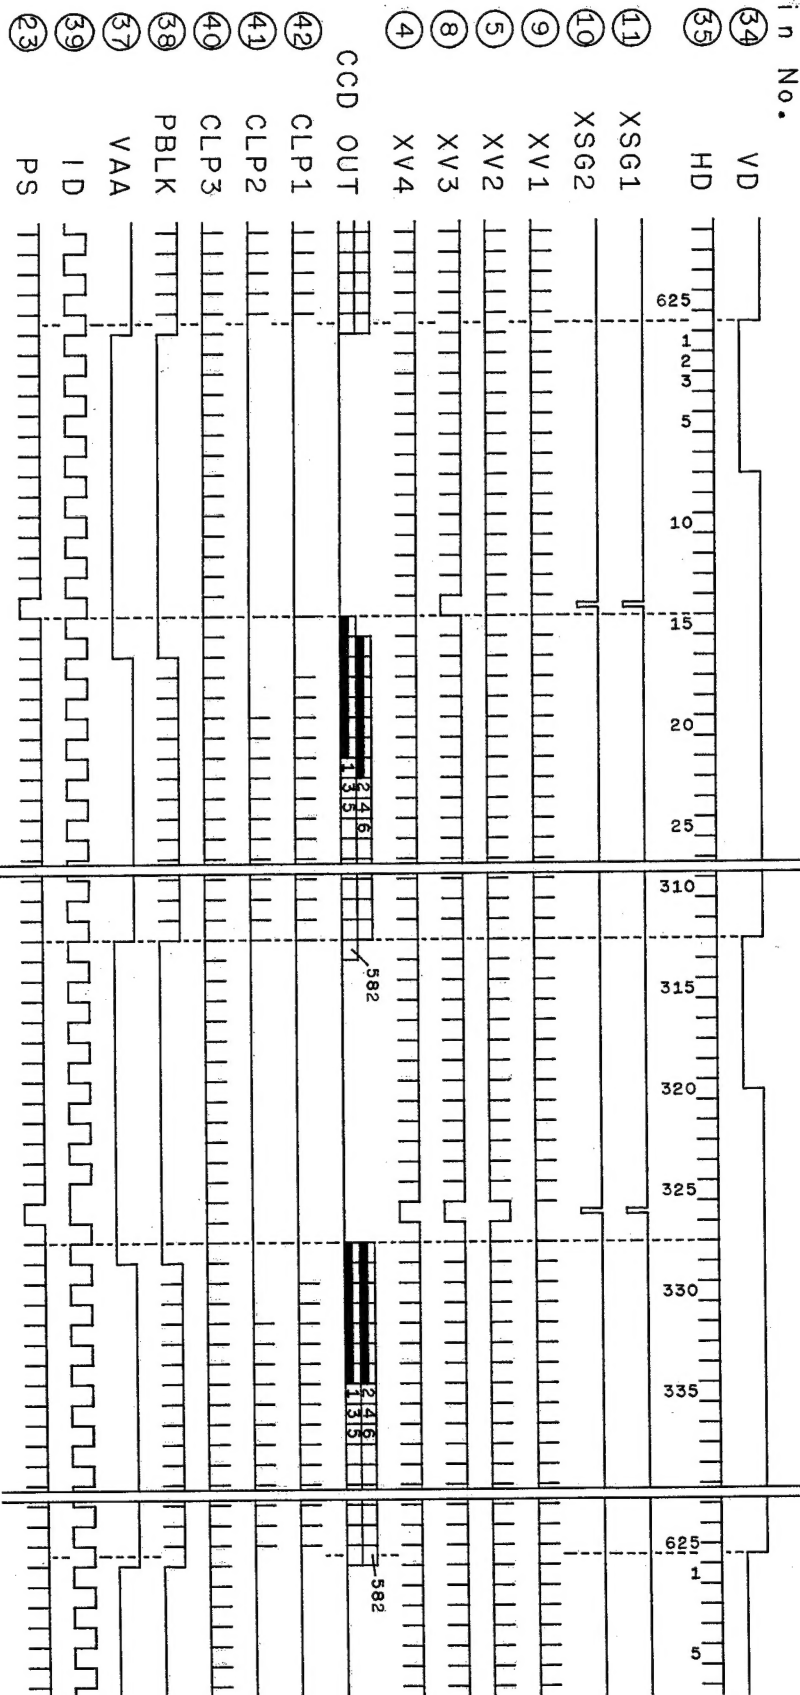 in No.
㉞ VD
㉟ HD
625 1 2 3 5 10 15 20 25 310 315 320 325 330 335 625 1 5
⑪ XSG1
⑩ XSG2
⑨ XV1
⑤ XV2
⑧ XV3
④ XV4
582 582
2 4 6 2 4 6
CCD OUT 1 3 5 1 3 5
㊷ CLP1
㊶ CLP2
㊵ CLP3
㊳ PBLK
㊲ VAA
㊴ ID
㉓ PS